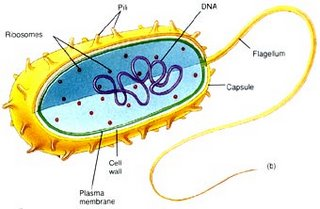 Pili
DNA
Ribosomes
Flagellum
Capsule
Cell
wall
(b)
Plasma
membrane